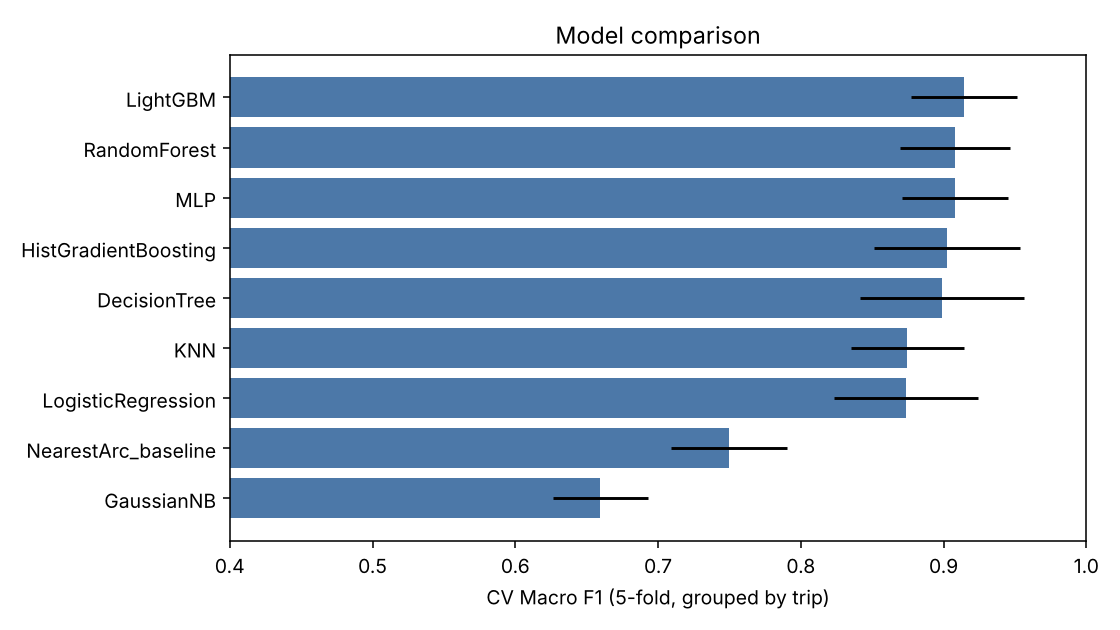 Model comparison
LightGBM
RandomForest
MLP
HistGradientBoosting
DecisionTree
KNN
LogisticRegression
NearestArc_baseline
GaussianNB
0.4 0.5 0.6 0.7 0.8 0.9 1.0
CV Macro F1 (5-fold, grouped by trip)